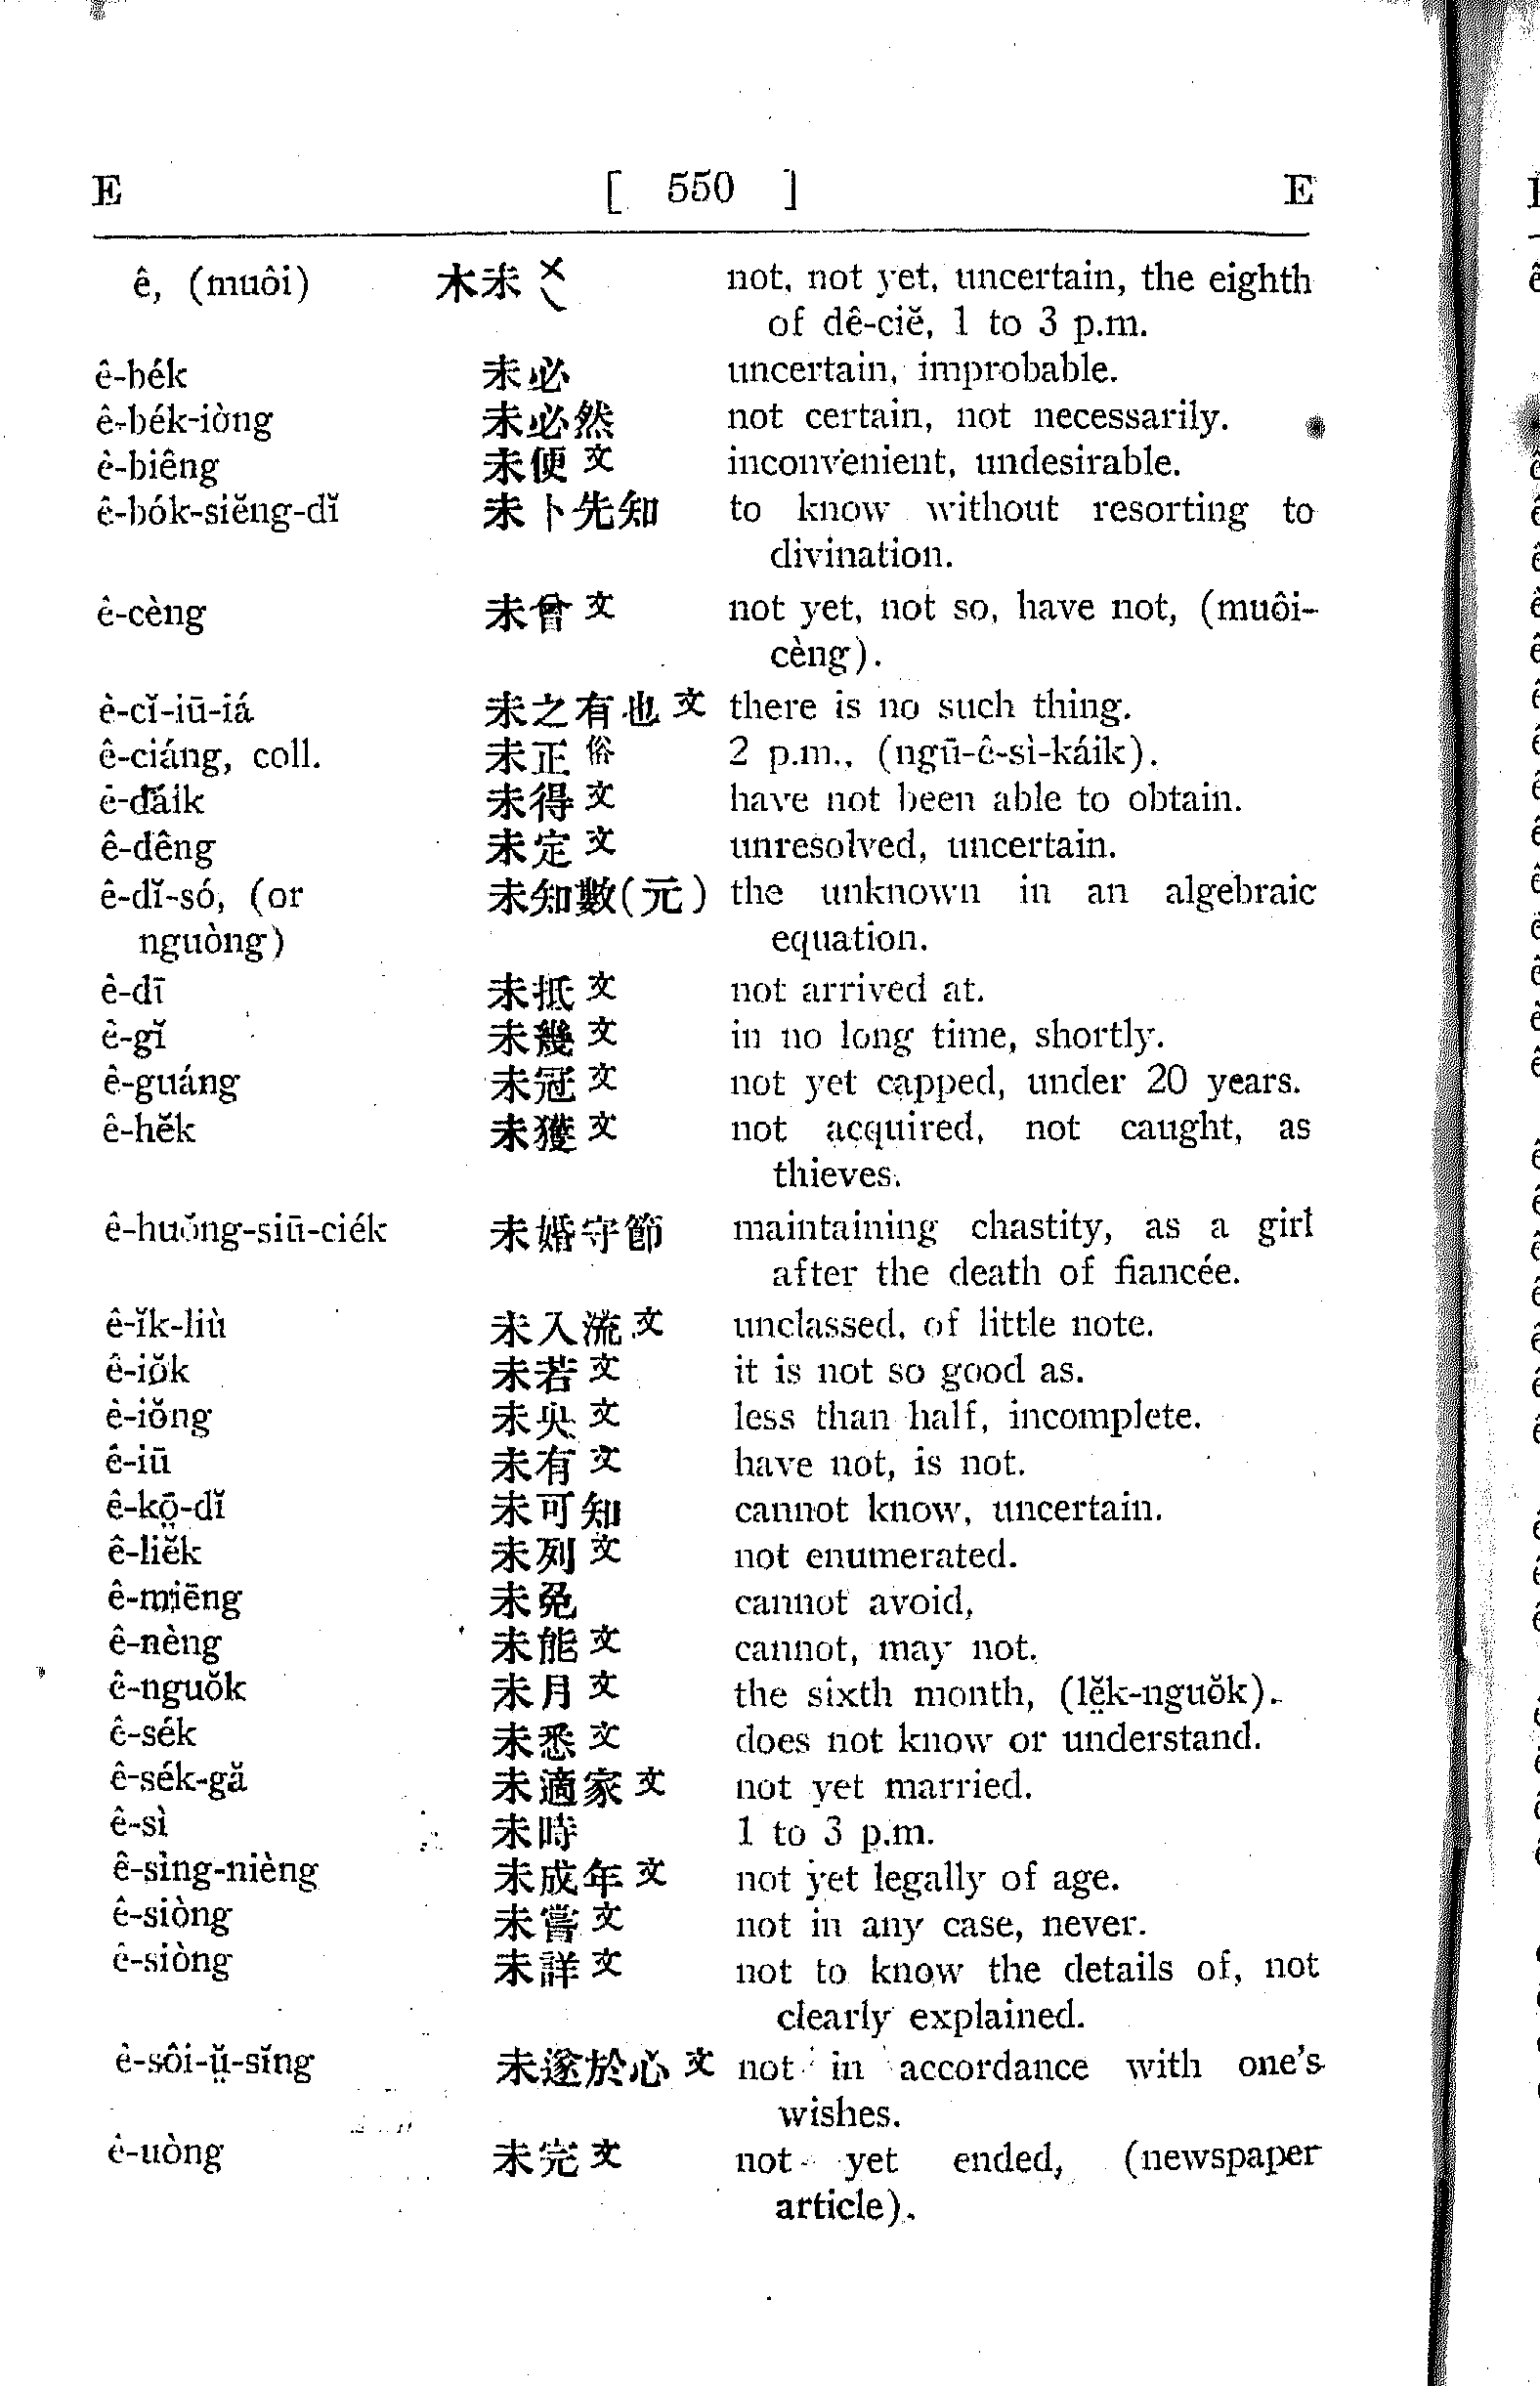 E [ 550 ] E
ê, (muôi) 木未 ㄨㄟ not, not yet, uncertain, the eighth
of dê-ciĕ, 1 to 3 p.m.
ê-bék 未必 uncertain, improbable.
ê-bék-iòng 未必然 not certain, not necessarily.
ê-biêng 未便 文 inconvenient, undesirable.
ê-bók-siĕng-dĭ 未卜先知 to know without resorting to
divination.
ê-cèng 未曾 文 not yet, not so, have not, (muôi-
cèng).
ê-cĭ-iū-iá 未之有也 文 there is no such thing.
ê-ciáng, coll. 未正 俗 2 p.m., (ngū-ê-sì-káik).
ê-dáik 未得 文 have not been able to obtain.
ê-dêng 未定 文 unresolved, uncertain.
ê-dĭ-só, (or 未知數(元) the unknown in an algebraic
nguòng) equation.
ê-dī 未抵 文 not arrived at.
ê-gĭ 未幾 文 in no long time, shortly.
ê-guáng 未冠 文 not yet capped, under 20 years.
ê-hĕk 未獲 文 not acquired, not caught, as
thieves.
ê-huŏng-siū-ciék 未婚守節 maintaining chastity, as a girl
after the death of fiancée.
ê-ĭk-liù 未入流 文 unclassed, of little note.
ê-iŏk 未若 文 it is not so good as.
ê-iŏng 未央 文 less than half, incomplete.
ê-iū 未有 文 have not, is not.
ê-kō̤-dĭ 未可知 cannot know, uncertain.
ê-liĕk 未列 文 not enumerated.
ê-miēng 未免 cannot avoid,
ê-nèng 未能 文 cannot, may not.
ê-nguŏk 未月 文 the sixth month, (lĕ̤k-nguŏk).
ê-sék 未悉 文 does not know or understand.
ê-sék-gă 未適家 文 not yet married.
ê-sì 未時 1 to 3 p.m.
ê-sìng-nièng 未成年 文 not yet legally of age.
ê-siòng 未嘗 文 not in any case, never.
ê-siòng 未詳 文 not to know the details of, not
clearly explained.
ê-sôi-ṳ̆-sĭng 未遂於心 文 not in accordance with one's
wishes.
ê-uòng 未完 文 not yet ended, (newspaper
article).